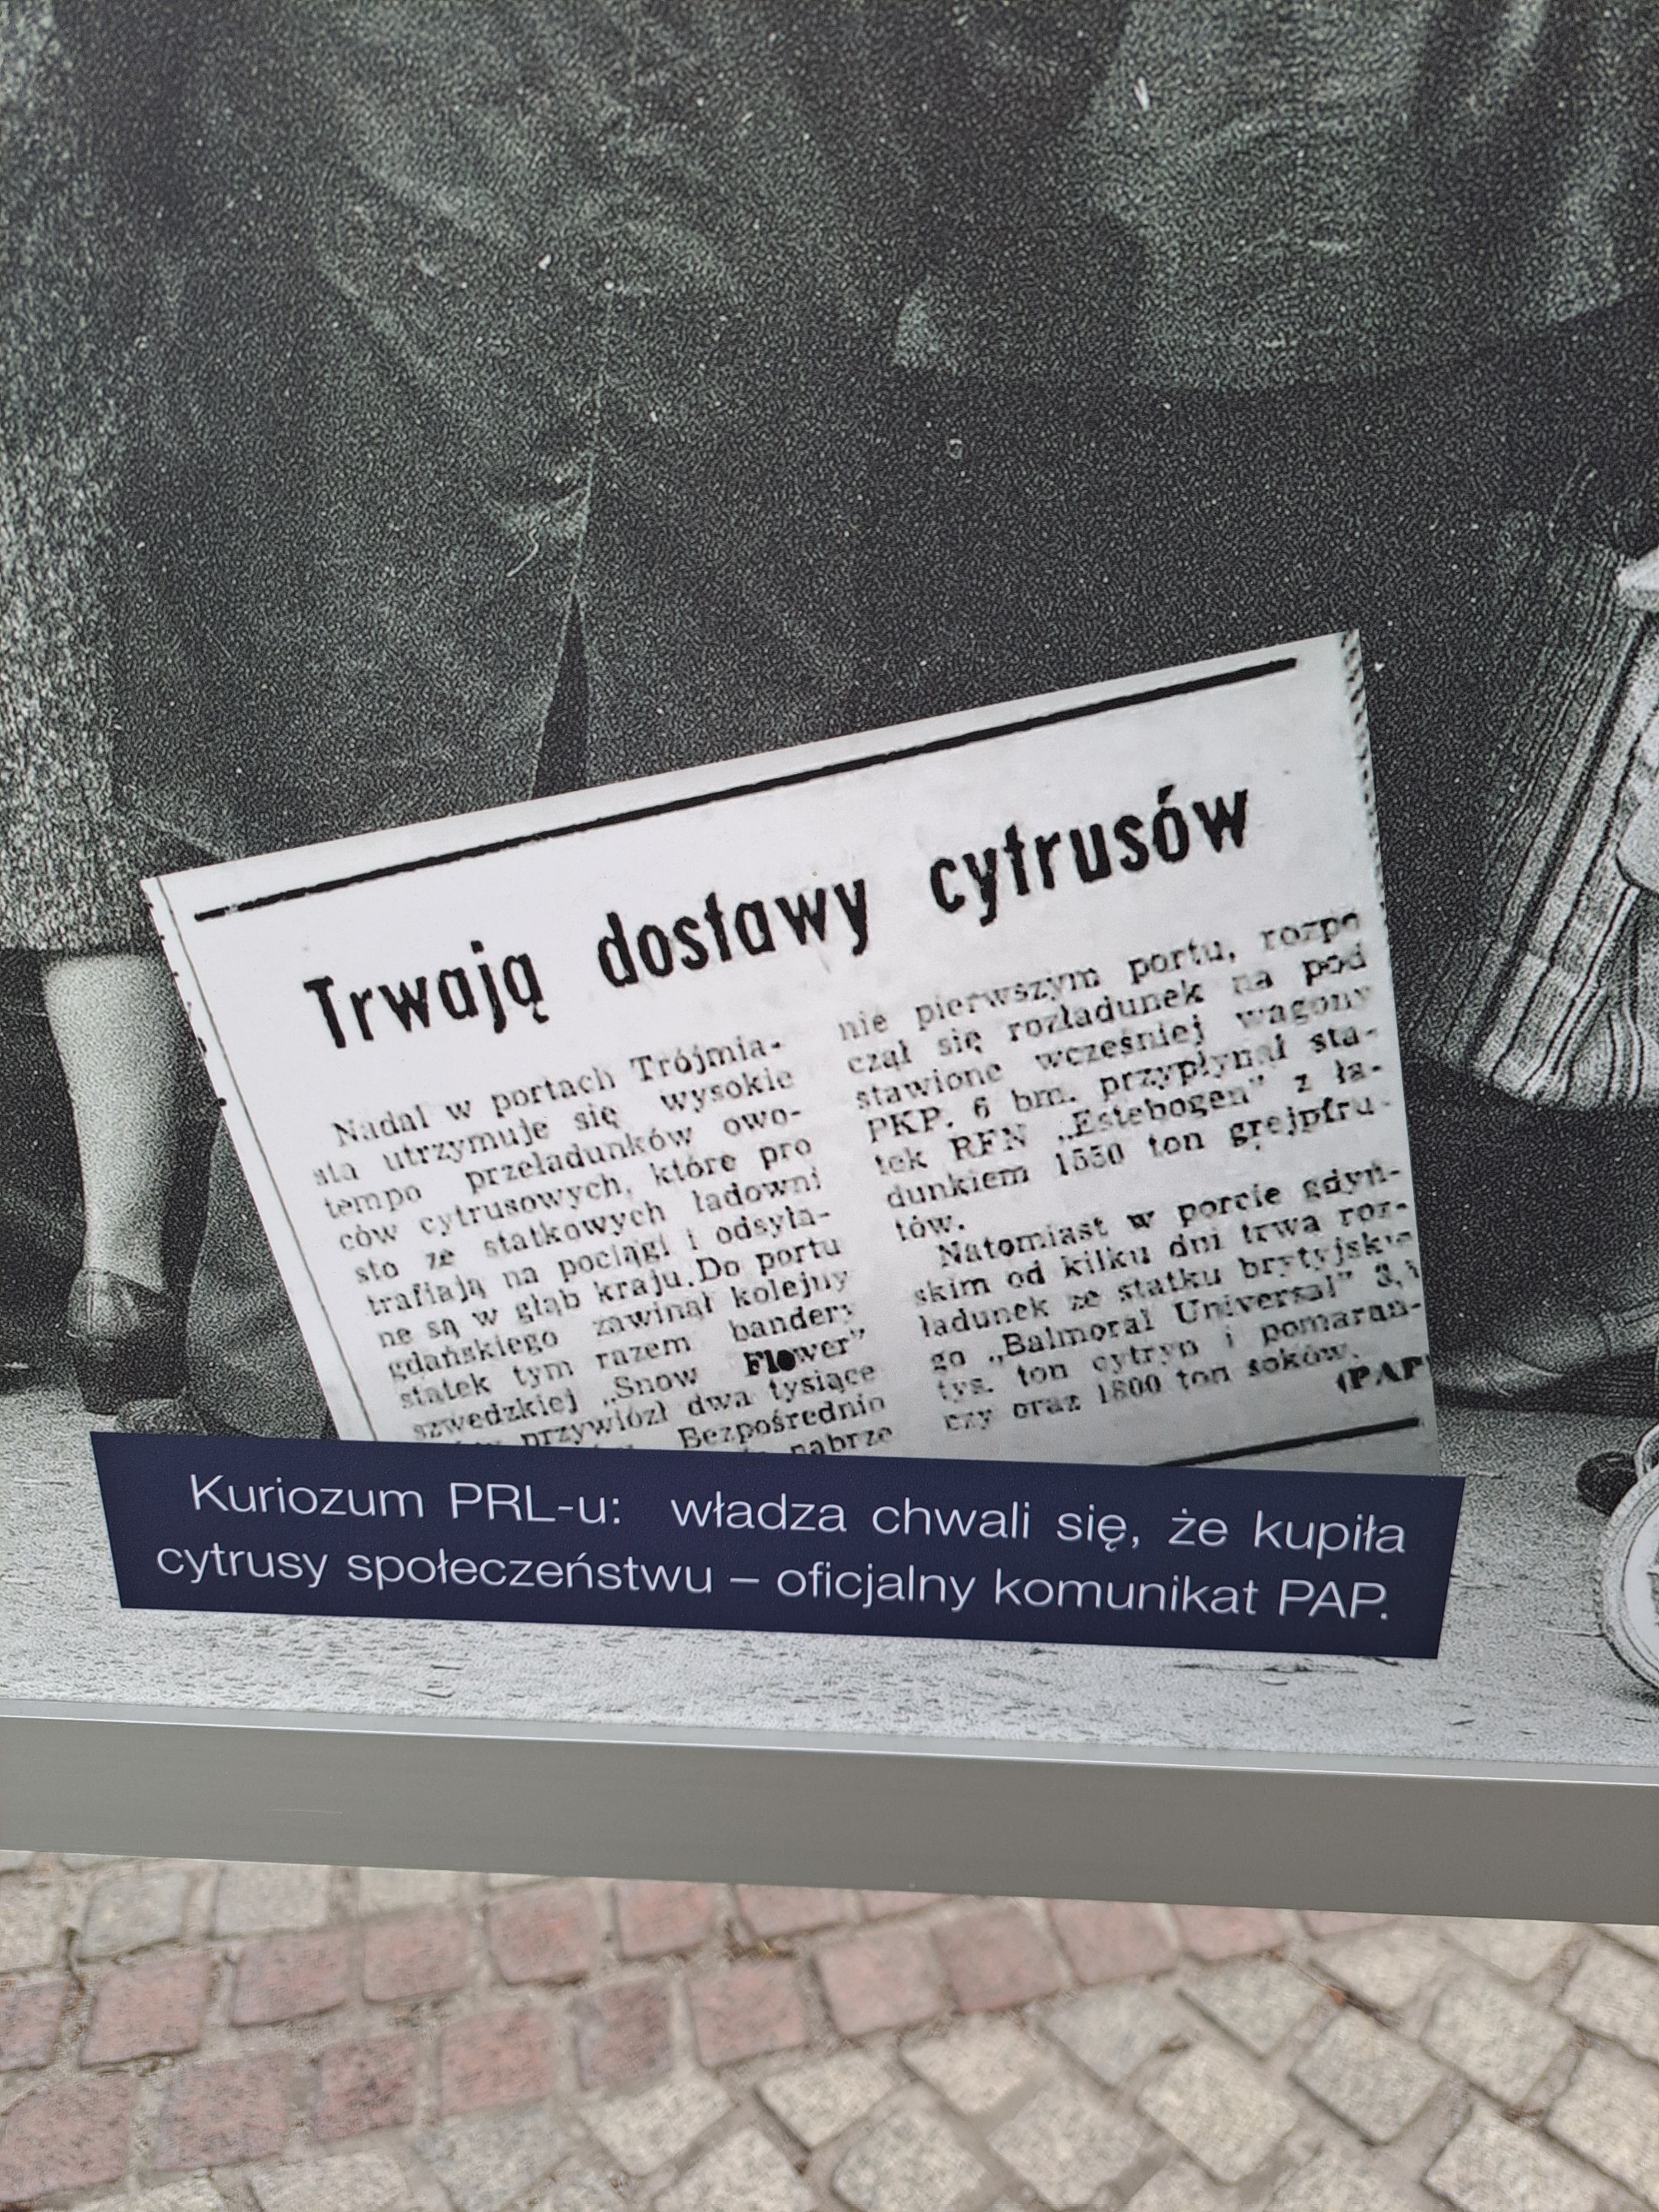 Trwają dostawy cytrusów
Nadal w portach Trójmia-
sta utrzymuje się wysokie
tempo przeładunków owo-
ców cytrusowych, które pro
sto ze statkowych ładowni
trafiają na pociągi i odsyła-
ne są w głąb kraju. Do portu
gdańskiego zawinął kolejny
statek tym razem bandery
szwedzkiej „Snow Flower”
przywiózł dwa tysiące
Bezpośrednio
nabrze
nie pierwszym portu, rozpo
czął się rozładunek na pod
stawione wcześniej wagony
PKP. 6 bm. przypłynął sta-
tek RFN „Estebogen” z ła-
dunkiem 1550 ton grejpfru-
tów.
Natomiast w porcie gdyń-
skim od kilku dni trwa roz-
ładunek ze statku brytyjskie
go „Balmoral Universal”
tys. ton cytryn i pomarań-
czy oraz 1800 ton soków.
(PAP
Kuriozum PRL-u: władza chwali się, że kupiła
cytrusy społeczeństwu – oficjalny komunikat PAP.